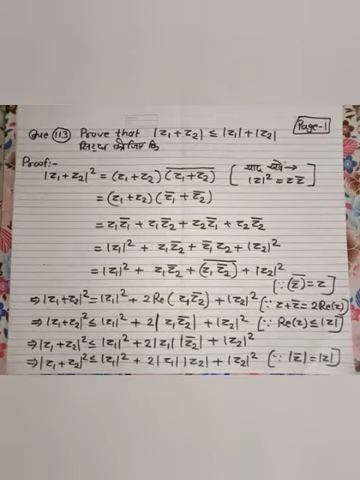 Que 113 Prove that |z₁+z₂| ≤ |z₁|+|z₂| Page-1
सिद्ध कीजिए कि
Proof:-
|z₁+z₂|² = (z₁+z₂) (z̅₁̅+̅z̅₂̅) [याद रखें:→
|z|² = z z̅]
= (z₁+z₂) (z̅₁ + z̅₂)
= z₁z̅₁ + z₁z̅₂ + z₂z̅₁ + z₂z̅₂
= |z₁|² + z₁z̅₂ + z̅₁z₂ + |z₂|²
= |z₁|² + z₁z̅₂ + (z̅₁̅z̅̅₂̅) + |z₂|²
[∵ (z̅̅) = z]
⇒ |z₁+z₂|² = |z₁|² + 2Re(z₁z̅₂) + |z₂|² (∵ z+z̅ = 2Re(z))
⇒ |z₁+z₂|² ≤ |z₁|² + 2|z₁z̅₂| + |z₂|² (∵ Re(z) ≤ |z|)
⇒ |z₁+z₂|² ≤ |z₁|² + 2|z₁| |z̅₂| + |z₂|²
⇒ |z₁+z₂|² ≤ |z₁|² + 2|z₁| |z₂| + |z₂|² (∵ |z̅| = |z|)